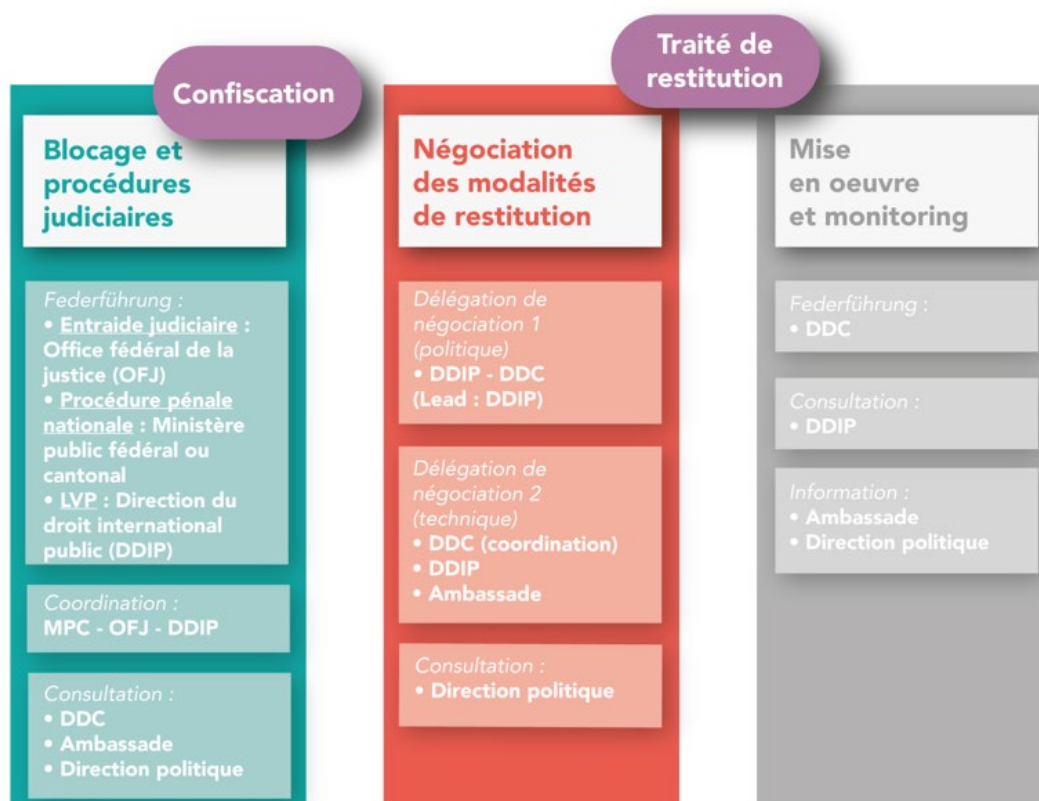 Confiscation
Traité de
restitution
Blocage et
procédures
judiciaires
Federführung :
• Entraide judiciaire :
Office fédéral de la
justice (OFJ)
• Procédure pénale
nationale : Ministère
public fédéral ou
cantonal
• LVP : Direction du
droit international
public (DDIP)
Coordination :
MPC - OFJ - DDIP
Consultation :
• DDC
• Ambassade
• Direction politique
Négociation
des modalités
de restitution
Délégation de
négociation 1
(politique)
• DDIP - DDC
(Lead : DDIP)
Délégation de
négociation 2
(technique)
• DDC (coordination)
• DDIP
• Ambassade
Consultation :
• Direction politique
Mise
en oeuvre
et monitoring
Federführung :
• DDC
Consultation :
• DDIP
Information :
• Ambassade
• Direction politique